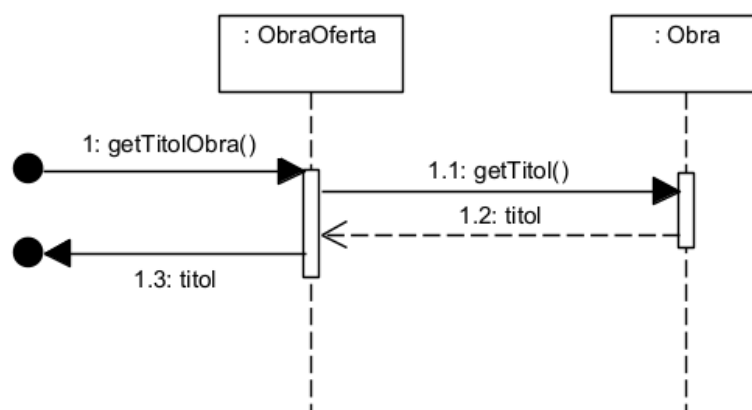 : ObraOferta
: Obra
1: getTitolObra()
1.1: getTitol()
1.2: titol
1.3: titol